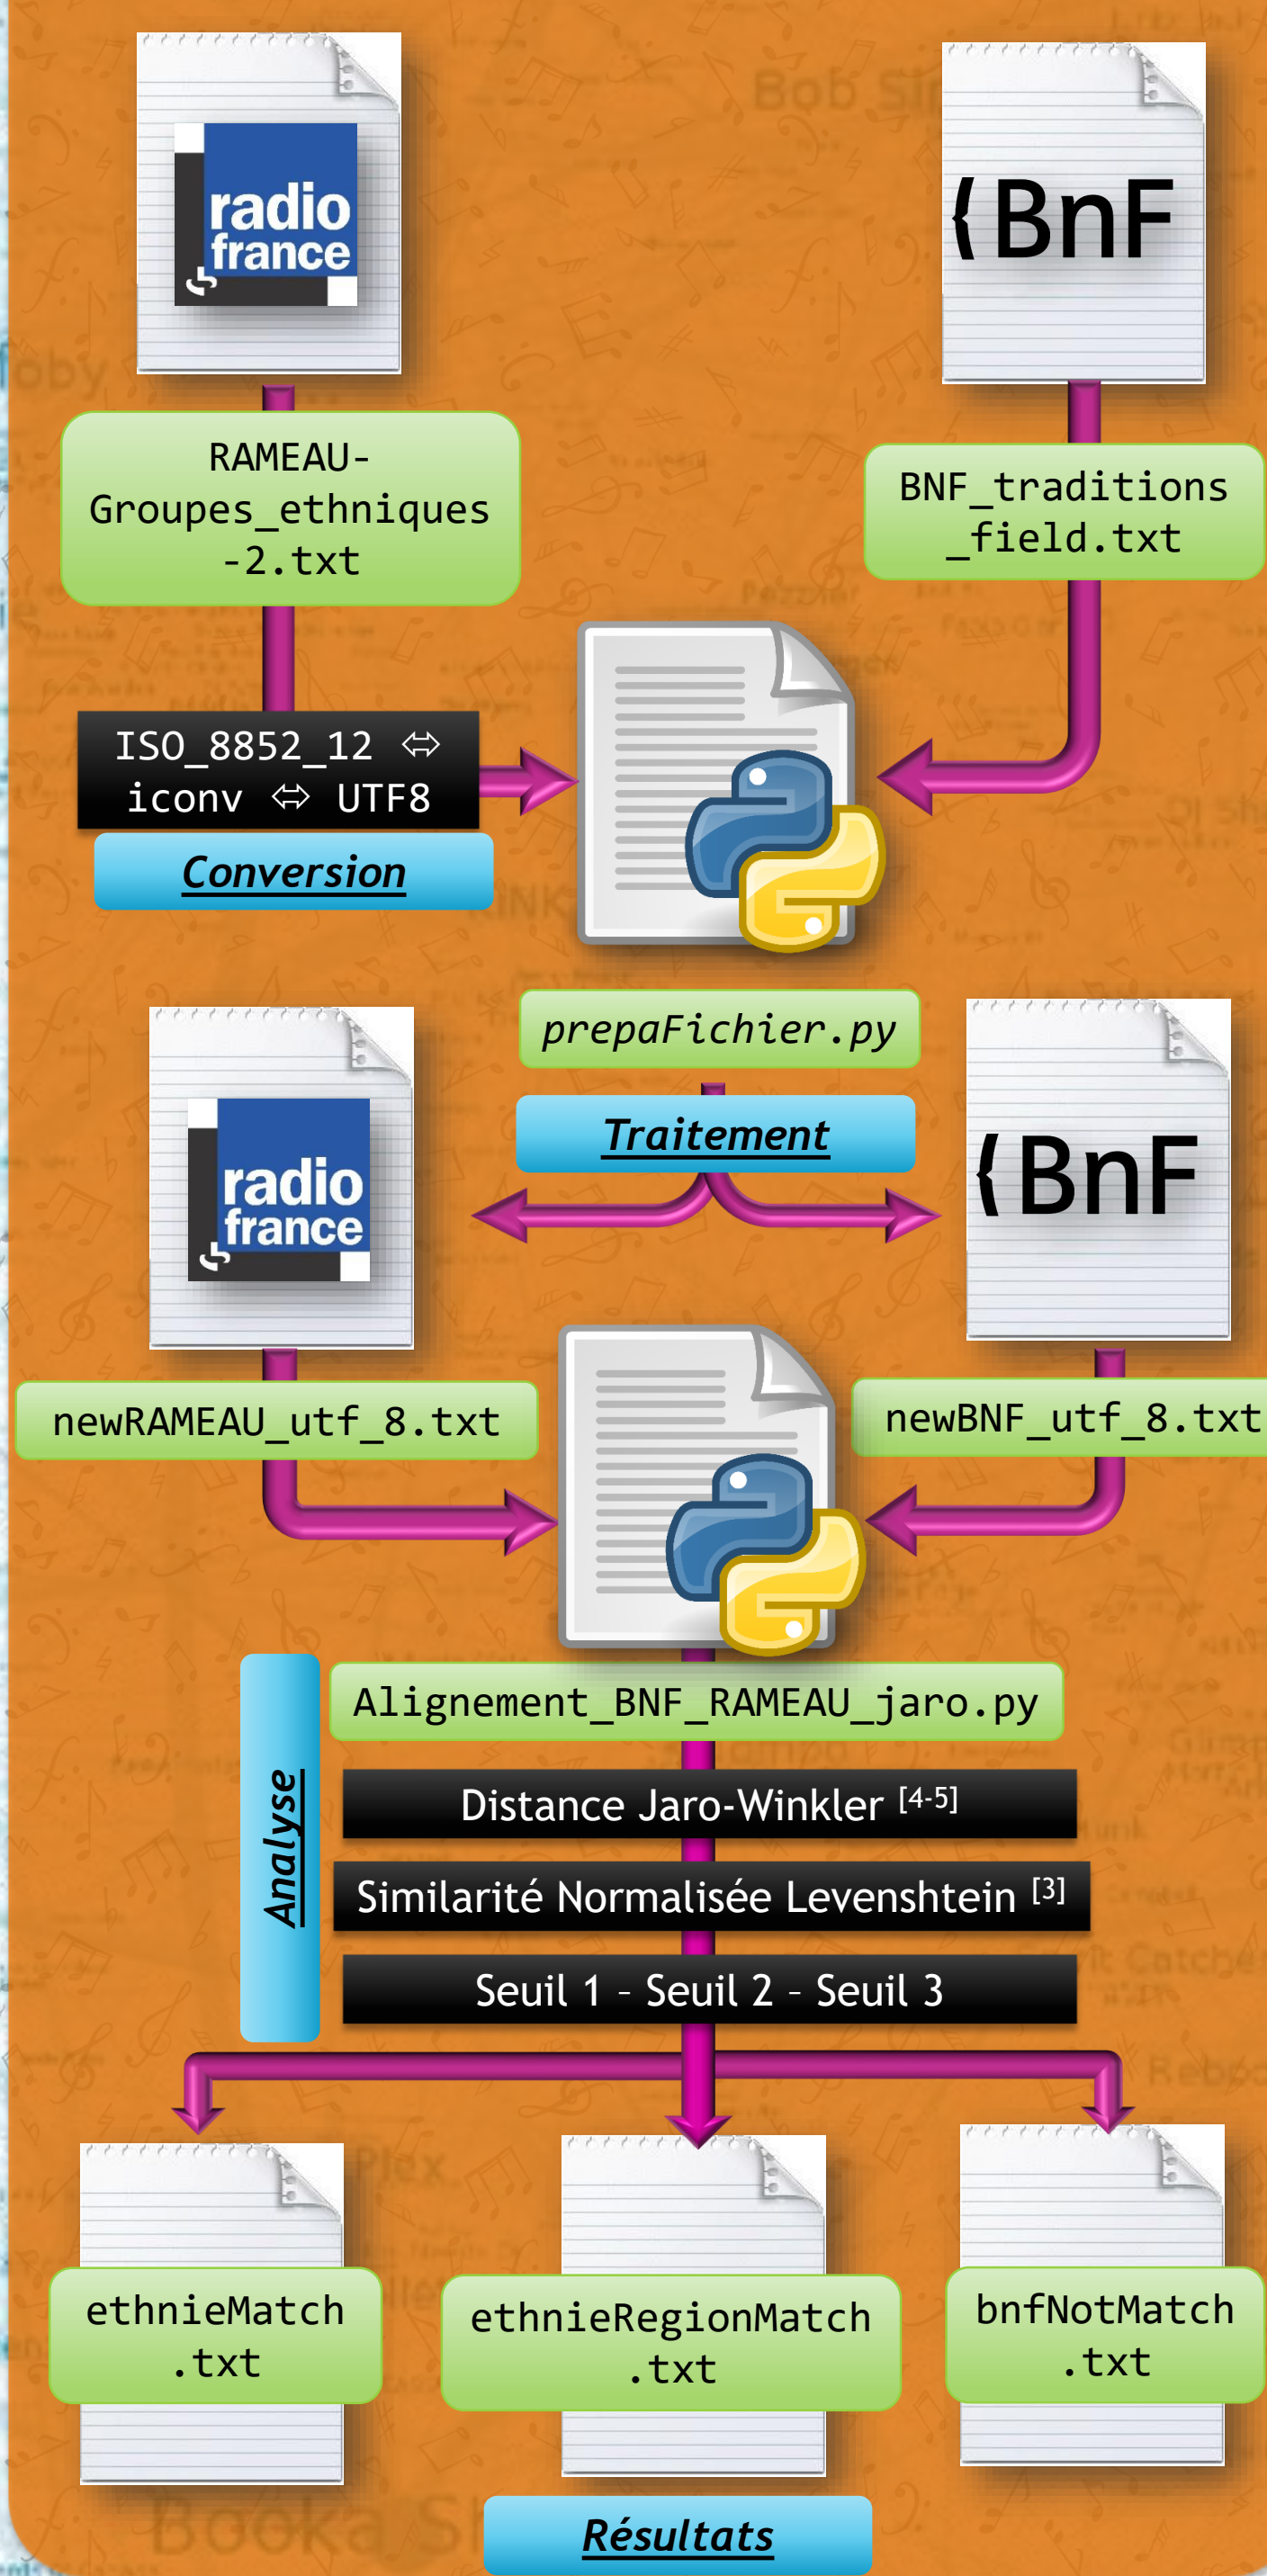 radio
france
{BnF
RAMEAU-
Groupes_ethniques
-2.txt
BNF_traditions
_field.txt
ISO_8852_12 ⬄
iconv ⬄ UTF8
Conversion
prepaFichier.py
Traitement
radio
france
{BnF
newRAMEAU_utf_8.txt
newBNF_utf_8.txt
Alignement_BNF_RAMEAU_jaro.py
Analyse
Distance Jaro-Winkler [4-5]
Similarité Normalisée Levenshtein [3]
Seuil 1 – Seuil 2 – Seuil 3
ethnieMatch
.txt
ethnieRegionMatch
.txt
bnfNotMatch
.txt
Résultats